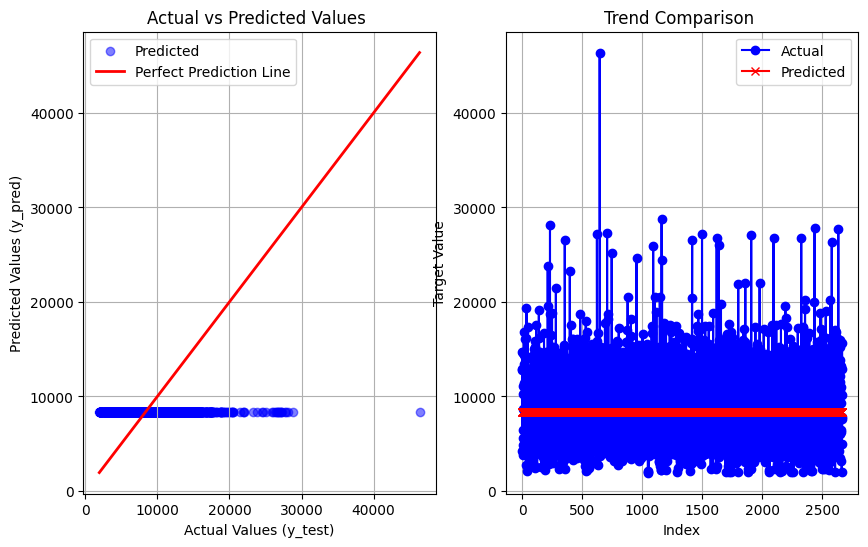 Actual vs Predicted Values
Predicted
Perfect Prediction Line
Predicted Values (y_pred)
40000
30000
20000
10000
0
0 10000 20000 30000 40000
Actual Values (y_test)
Trend Comparison
Actual
Predicted
Target Value
40000
30000
20000
10000
0
0 500 1000 1500 2000 2500
Index